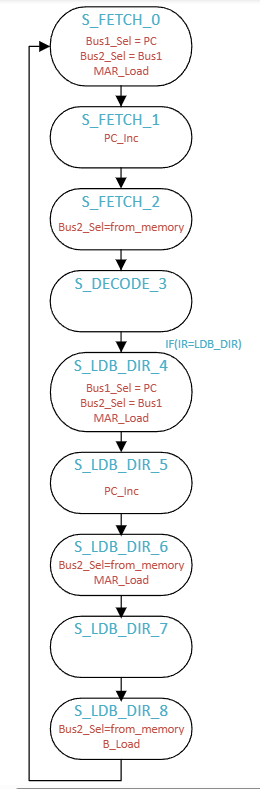 S_FETCH_0
Bus1_Sel = PC
Bus2_Sel = Bus1
MAR_Load
S_FETCH_1
PC_Inc
S_FETCH_2
Bus2_Sel=from_memory
S_DECODE_3
IF(IR=LDB_DIR)
S_LDB_DIR_4
Bus1_Sel = PC
Bus2_Sel = Bus1
MAR_Load
S_LDB_DIR_5
PC_Inc
S_LDB_DIR_6
Bus2_Sel=from_memory
MAR_Load
S_LDB_DIR_7
S_LDB_DIR_8
Bus2_Sel=from_memory
B_Load